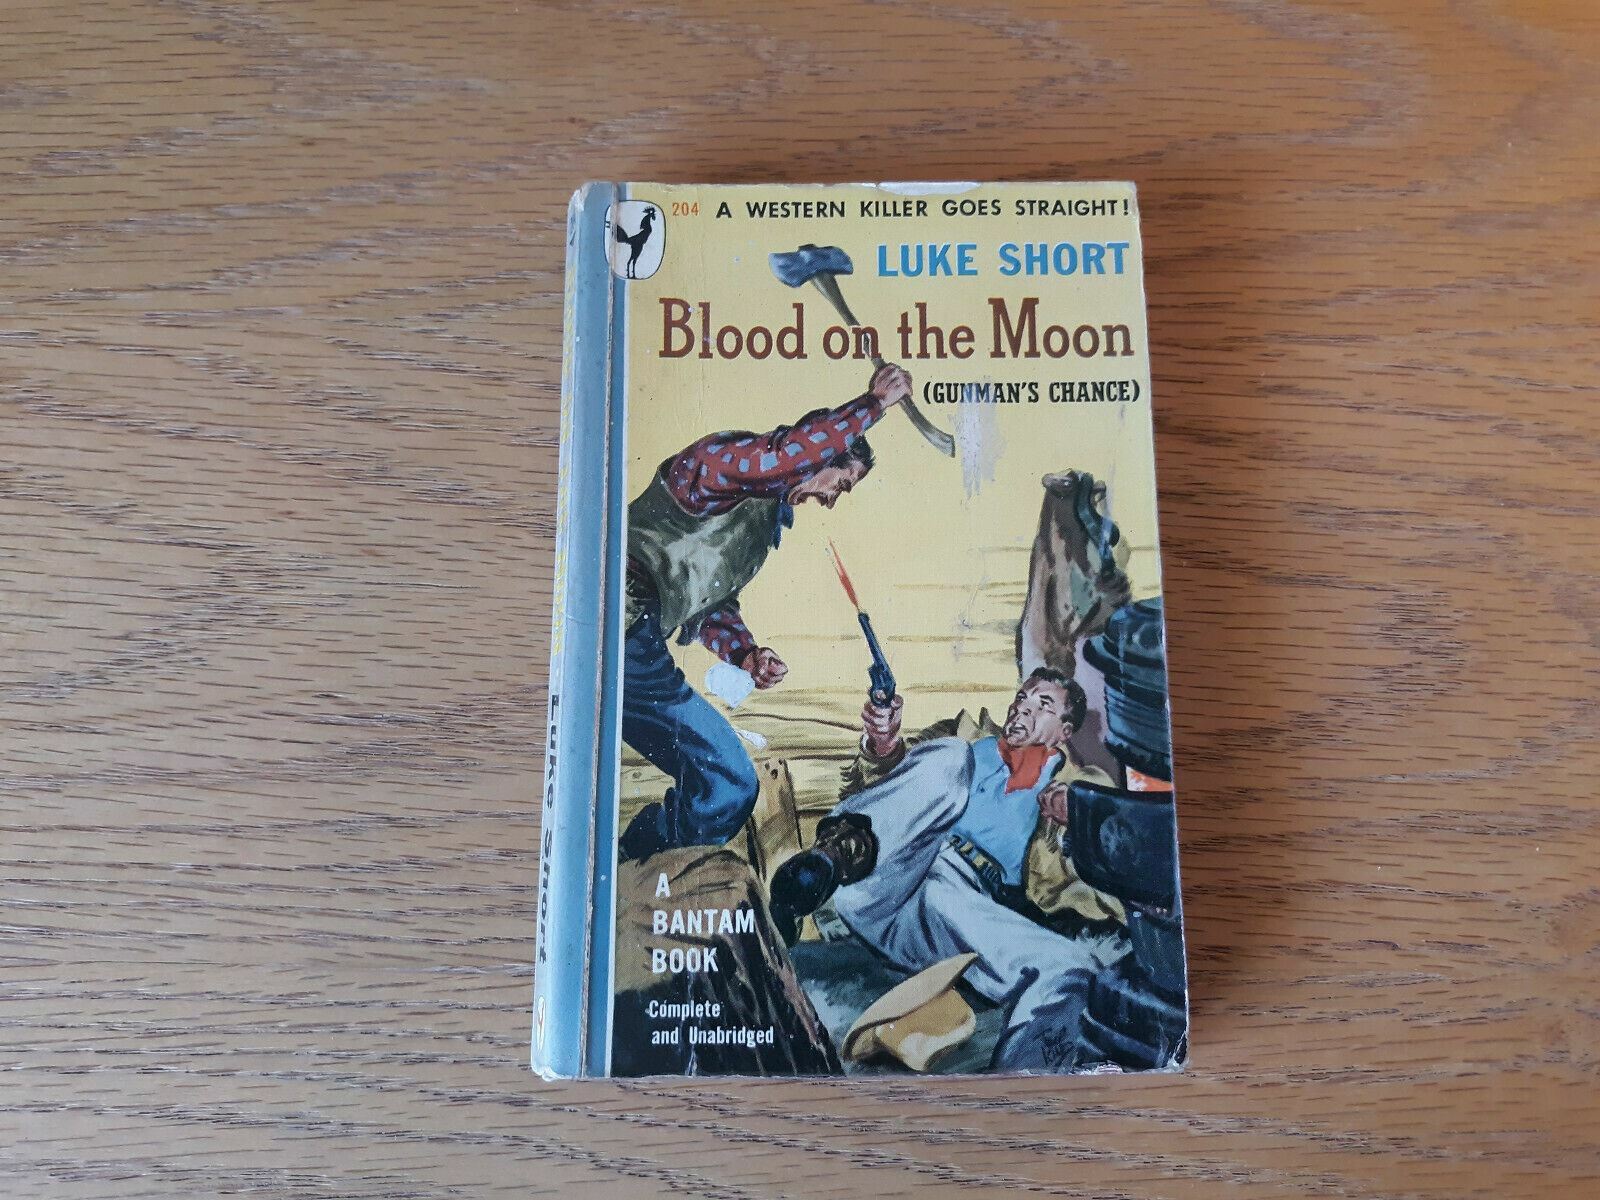 204 A WESTERN KILLER GOES STRAIGHT!
LUKE SHORT
Blood on the Moon
(GUNMAN'S CHANCE)
A
BANTAM
BOOK
Complete
and Unabridged
Luke Short